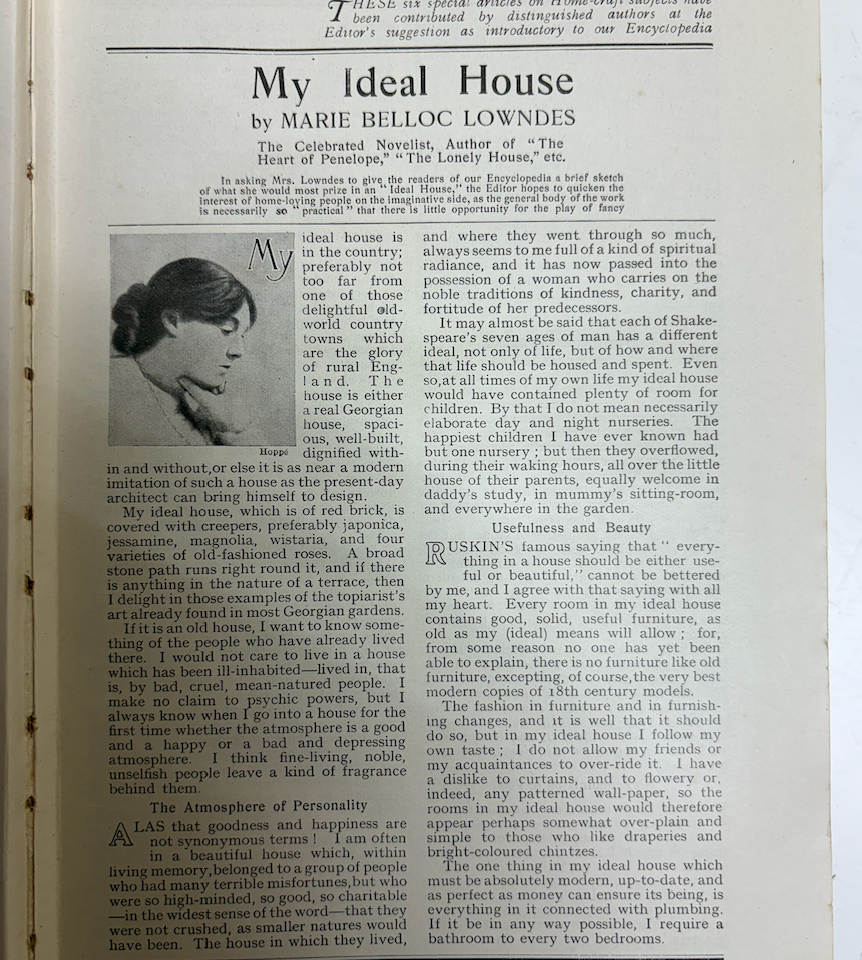 THESE six special articles on Home-craft subjects have
been contributed by distinguished authors at the
Editor's suggestion as introductory to our Encyclopedia
My Ideal House
by MARIE BELLOC LOWNDES
The Celebrated Novelist, Author of "The
Heart of Penelope," "The Lonely House," etc.
In asking Mrs. Lowndes to give the readers of our Encyclopedia a brief sketch
of what she would most prize in an "Ideal House," the Editor hopes to quicken the
interest of home-loving people on the imaginative side, as the general body of the work
is necessarily so "practical" that there is little opportunity for the play of fancy
My ideal house is
in the country;
preferably not
too far from
one of those
delightful old-
world country
towns which
are the glory
of rural Eng-
land. The
house is either
a real Georgian
house, spaci-
ous, well-built,
dignified with-
Hoppé
in and without, or else it is as near a modern
imitation of such a house as the present-day
architect can bring himself to design.
My ideal house, which is of red brick, is
covered with creepers, preferably japonica,
jessamine, magnolia, wistaria, and four
varieties of old-fashioned roses. A broad
stone path runs right round it, and if there
is anything in the nature of a terrace, then
I delight in those examples of the topiarist's
art already found in most Georgian gardens.
If it is an old house, I want to know some-
thing of the people who have already lived
there. I would not care to live in a house
which has been ill-inhabited—lived in, that
is, by bad, cruel, mean-natured people. I
make no claim to psychic powers, but I
always know when I go into a house for the
first time whether the atmosphere is a good
and a happy or a bad and depressing
atmosphere. I think fine-living, noble,
unselfish people leave a kind of fragrance
behind them.
The Atmosphere of Personality
ALAS that goodness and happiness are
not synonymous terms! I am often
in a beautiful house which, within
living memory, belonged to a group of people
who had many terrible misfortunes, but who
were so high-minded, so good, so charitable
—in the widest sense of the word—that they
were not crushed, as smaller natures would
have been. The house in which they lived,
and where they went through so much,
always seems to me full of a kind of spiritual
radiance, and it has now passed into the
possession of a woman who carries on the
noble traditions of kindness, charity, and
fortitude of her predecessors.
It may almost be said that each of Shake-
speare's seven ages of man has a different
ideal, not only of life, but of how and where
that life should be housed and spent. Even
so, at all times of my own life my ideal house
would have contained plenty of room for
children. By that I do not mean necessarily
elaborate day and night nurseries. The
happiest children I have ever known had
but one nursery; but then they overflowed,
during their waking hours, all over the little
house of their parents, equally welcome in
daddy's study, in mummy's sitting-room,
and everywhere in the garden.
Usefulness and Beauty
RUSKIN'S famous saying that "every-
thing in a house should be either use-
ful or beautiful," cannot be bettered
by me, and I agree with that saying with all
my heart. Every room in my ideal house
contains good, solid, useful furniture, as
old as my (ideal) means will allow; for,
from some reason no one has yet been
able to explain, there is no furniture like old
furniture, excepting, of course, the very best
modern copies of 18th century models.
The fashion in furniture and in furnish-
ing changes, and it is well that it should
do so, but in my ideal house I follow my
own taste; I do not allow my friends or
my acquaintances to over-ride it. I have
a dislike to curtains, and to flowery or,
indeed, any patterned wall-paper, so the
rooms in my ideal house would therefore
appear perhaps somewhat over-plain and
simple to those who like draperies and
bright-coloured chintzes.
The one thing in my ideal house which
must be absolutely modern, up-to-date, and
as perfect as money can ensure its being, is
everything in it connected with plumbing.
If it be in any way possible, I require a
bathroom to every two bedrooms.